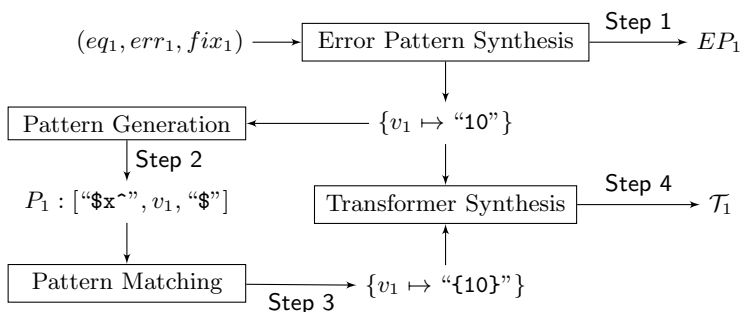 Step 1
(eq₁, err₁, fix₁) Error Pattern Synthesis EP₁
Pattern Generation {v₁ ↦ “10”}
Step 2
P₁ : [“$x^”, v₁, “$”] Transformer Synthesis Step 4 𝒯₁
Pattern Matching {v₁ ↦ “{10}”}
Step 3